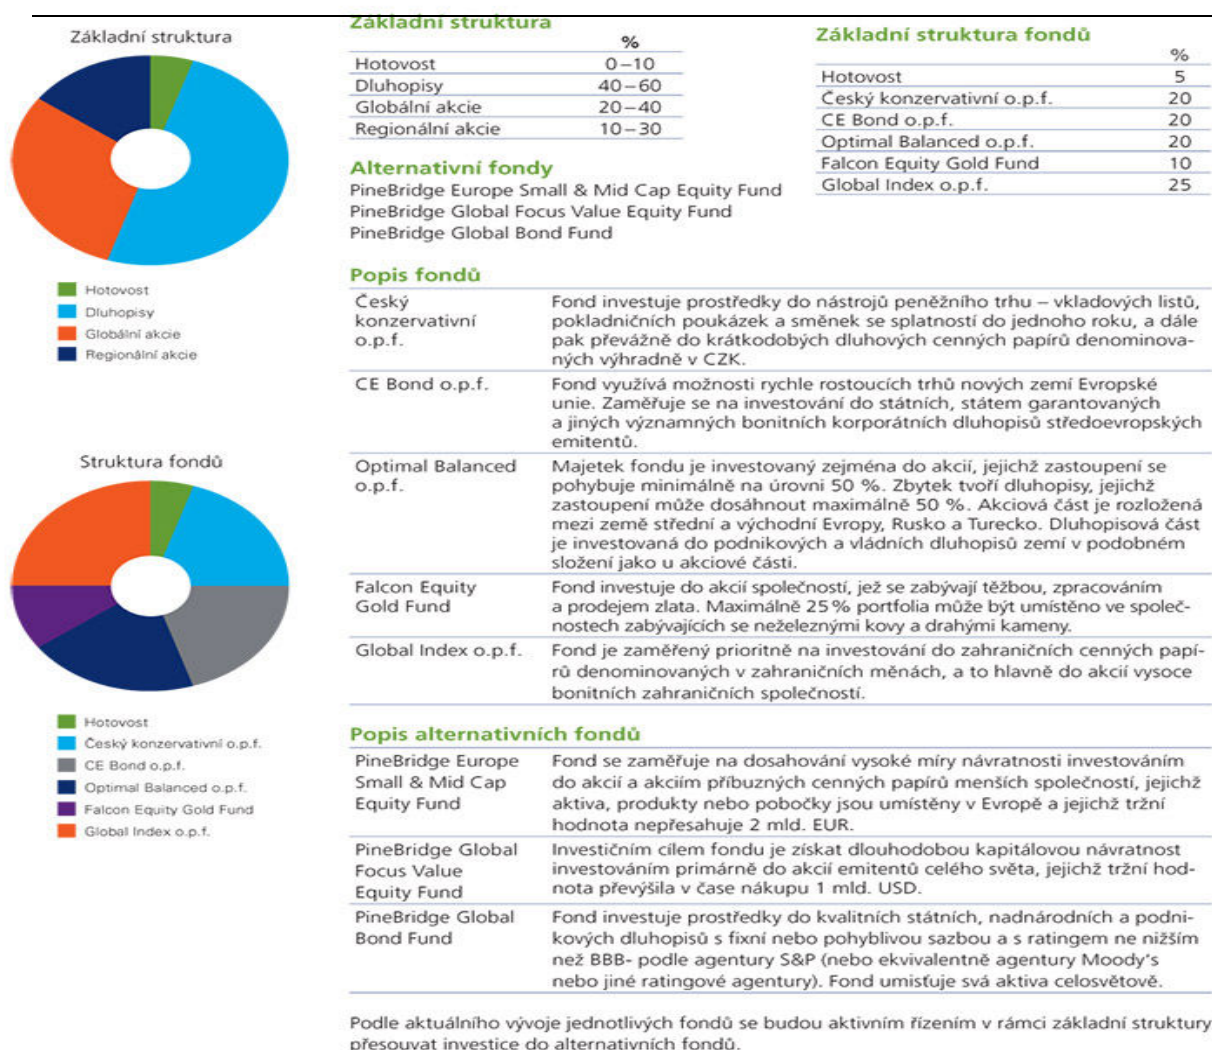 Základní struktura
Hotovost
Dluhopisy
Globální akcie
Regionální akcie
Struktura fondů
Hotovost
Český konzervativní o.p.f.
CE Bond o.p.f.
Optimal Balanced o.p.f.
Falcon Equity Gold Fund
Global Index o.p.f.
Základní struktura
%
Hotovost 0–10
Dluhopisy 40–60
Globální akcie 20–40
Regionální akcie 10–30
Základní struktura fondů
%
Hotovost 5
Český konzervativní o.p.f. 20
CE Bond o.p.f. 20
Optimal Balanced o.p.f. 20
Falcon Equity Gold Fund 10
Global Index o.p.f. 25
Alternativní fondy
PineBridge Europe Small & Mid Cap Equity Fund
PineBridge Global Focus Value Equity Fund
PineBridge Global Bond Fund
Popis fondů
Český
konzervativní
o.p.f.
Fond investuje prostředky do nástrojů peněžního trhu – vkladových listů,
pokladničních poukázek a směnek se splatností do jednoho roku, a dále
pak převážně do krátkodobých dluhových cenných papírů denominova-
ných výhradně v CZK.
CE Bond o.p.f.
Fond využívá možnosti rychle rostoucích trhů nových zemí Evropské
unie. Zaměřuje se na investování do státních, státem garantovaných
a jiných významných bonitních korporátních dluhopisů středoevropských
emitentů.
Optimal Balanced
o.p.f.
Majetek fondu je investovaný zejména do akcií, jejichž zastoupení se
pohybuje minimálně na úrovni 50 %. Zbytek tvoří dluhopisy, jejichž
zastoupení může dosáhnout maximálně 50 %. Akciová část je rozložená
mezi země střední a východní Evropy, Rusko a Turecko. Dluhopisová část
je investovaná do podnikových a vládních dluhopisů zemí v podobném
složení jako u akciové části.
Falcon Equity
Gold Fund
Fond investuje do akcií společností, jež se zabývají těžbou, zpracováním
a prodejem zlata. Maximálně 25 % portfolia může být umístěno ve společ-
nostech zabývajících se neželeznými kovy a drahými kameny.
Global Index o.p.f.
Fond je zaměřený prioritně na investování do zahraničních cenných papí-
rů denominovaných v zahraničních měnách, a to hlavně do akcií vysoce
bonitních zahraničních společností.
Popis alternativních fondů
PineBridge Europe
Small & Mid Cap
Equity Fund
Fond se zaměřuje na dosahování vysoké míry návratnosti investováním
do akcií a akciím příbuzných cenných papírů menších společností, jejichž
aktiva, produkty nebo pobočky jsou umístěny v Evropě a jejichž tržní
hodnota nepřesahuje 2 mld. EUR.
PineBridge Global
Focus Value
Equity Fund
Investičním cílem fondu je získat dlouhodobou kapitálovou návratnost
investováním primárně do akcií emitentů celého světa, jejichž tržní hod-
nota převýšila v čase nákupu 1 mld. USD.
PineBridge Global
Bond Fund
Fond investuje prostředky do kvalitních státních, nadnárodních a podni-
kových dluhopisů s fixní nebo pohyblivou sazbou a s ratingem ne nižším
než BBB- podle agentury S&P (nebo ekvivalentně agentury Moody's
nebo jiné ratingové agentury). Fond umisťuje svá aktiva celosvětově.
Podle aktuálního vývoje jednotlivých fondů se budou aktivním řízením v rámci základní struktury
přesouvat investice do alternativních fondů.